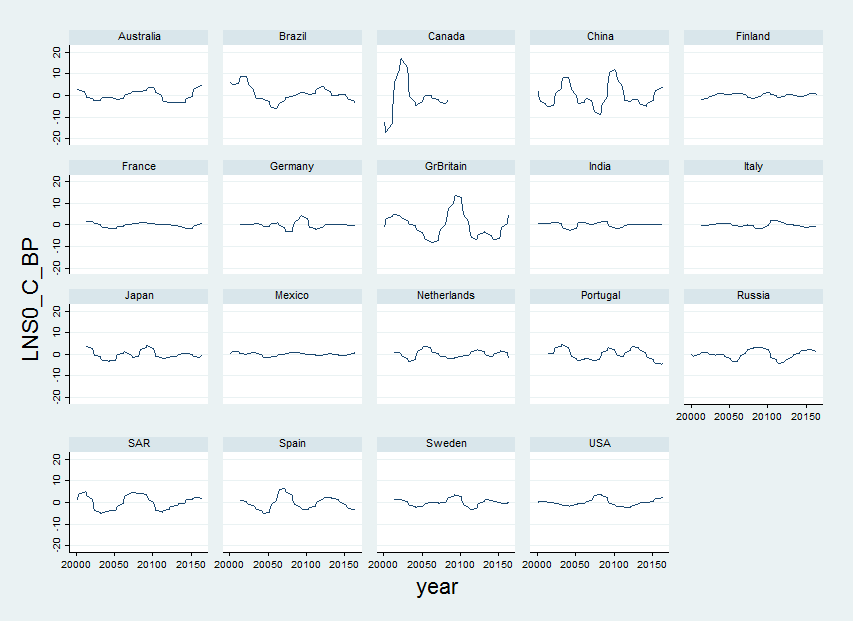 Australia Brazil Canada China Finland
20
10
0
-10
-20
France Germany GrBritain India Italy
20
10
0
-10
-20
Japan Mexico Netherlands Portugal Russia
20
10
0
-10
-20
20000 20050 20100 20150
SAR Spain Sweden USA
20
10
0
-10
-20
20000 20050 20100 20150 20000 20050 20100 20150 20000 20050 20100 20150 20000 20050 20100 20150
LNS0_C_BP
year